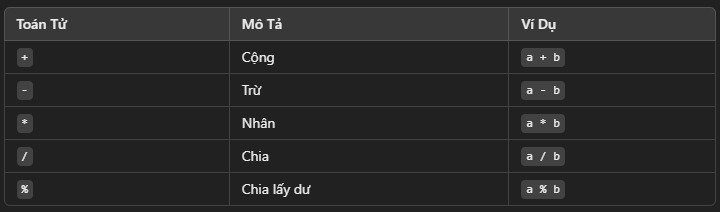 Toán Tử Mô Tả Ví Dụ
+ Cộng a + b
- Trừ a - b
* Nhân a * b
/ Chia a / b
% Chia lấy dư a % b